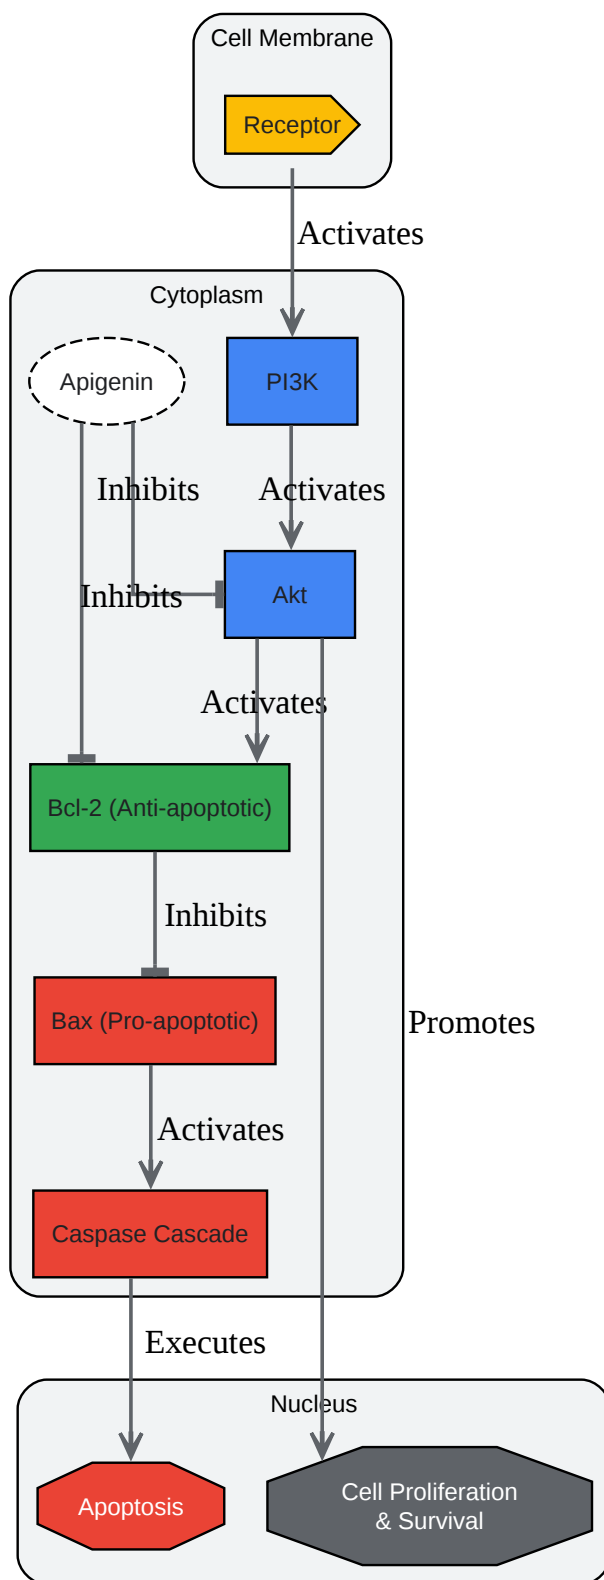 Cell Membrane
Receptor
Activates
Cytoplasm
Apigenin
PI3K
Inhibits
Activates
Inhibits
Akt
Activates
Bcl-2 (Anti-apoptotic)
Inhibits
Bax (Pro-apoptotic)
Promotes
Activates
Caspase Cascade
Executes
Nucleus
Apoptosis
Cell Proliferation
& Survival